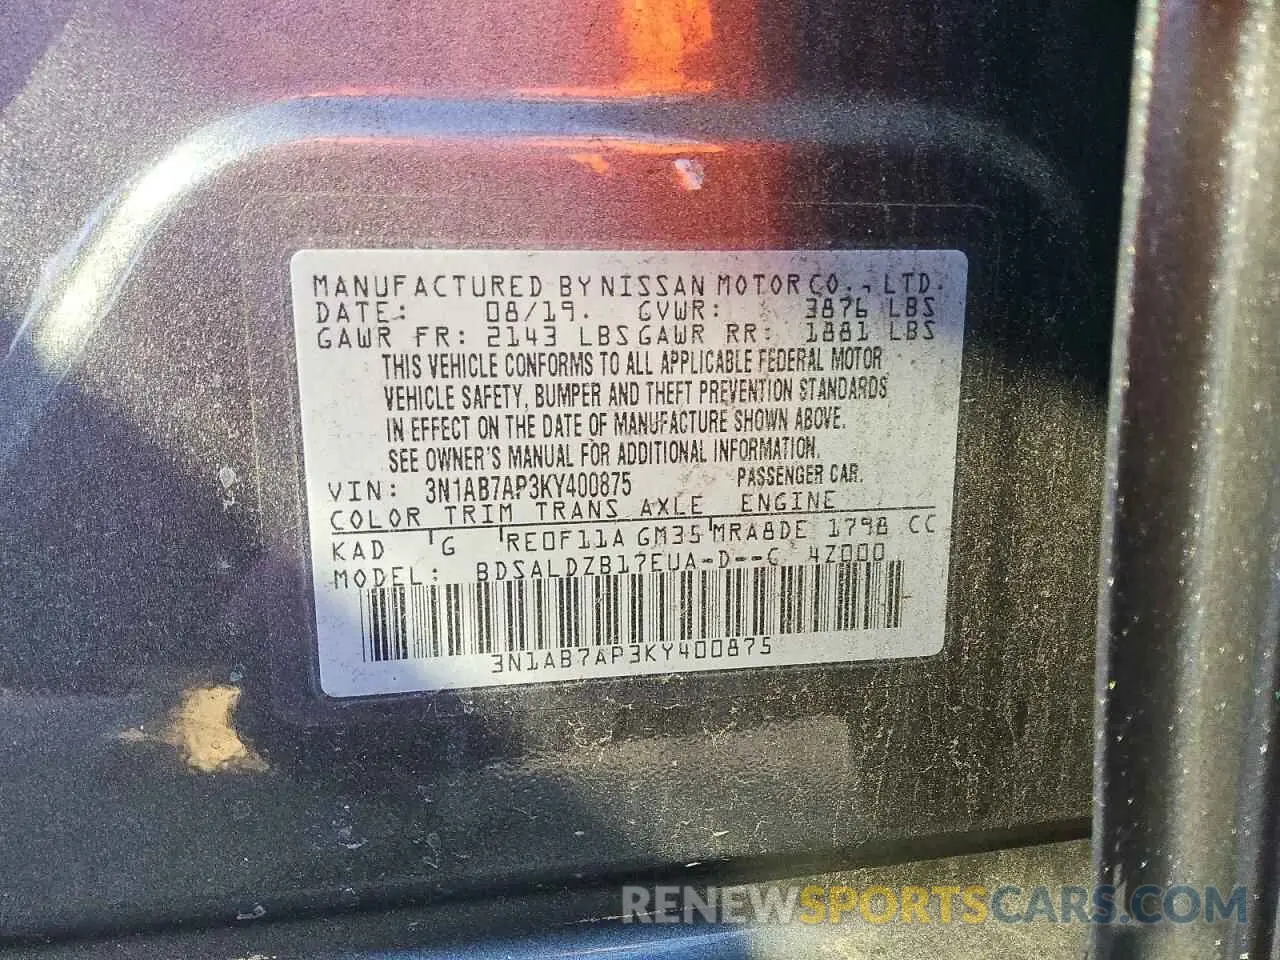 MANUFACTURED BY NISSAN MOTOR CO., LTD.
DATE: 08/19. GVWR: 3876 LBS
GAWR FR: 2143 LBS GAWR RR: 1881 LBS
THIS VEHICLE CONFORMS TO ALL APPLICABLE FEDERAL MOTOR
VEHICLE SAFETY, BUMPER AND THEFT PREVENTION STANDARDS
IN EFFECT ON THE DATE OF MANUFACTURE SHOWN ABOVE.
SEE OWNER'S MANUAL FOR ADDITIONAL INFORMATION.
VIN: 3N1AB7AP3KY400875 PASSENGER CAR.
COLOR TRIM TRANS AXLE ENGINE
KAD G RE0F11A GM35 MRA8DE 1798 CC
MODEL: BDSALDZB17EUA-D--C 4Z000
3N1AB7AP3KY400875
RENEWSPORTSCARS.COM